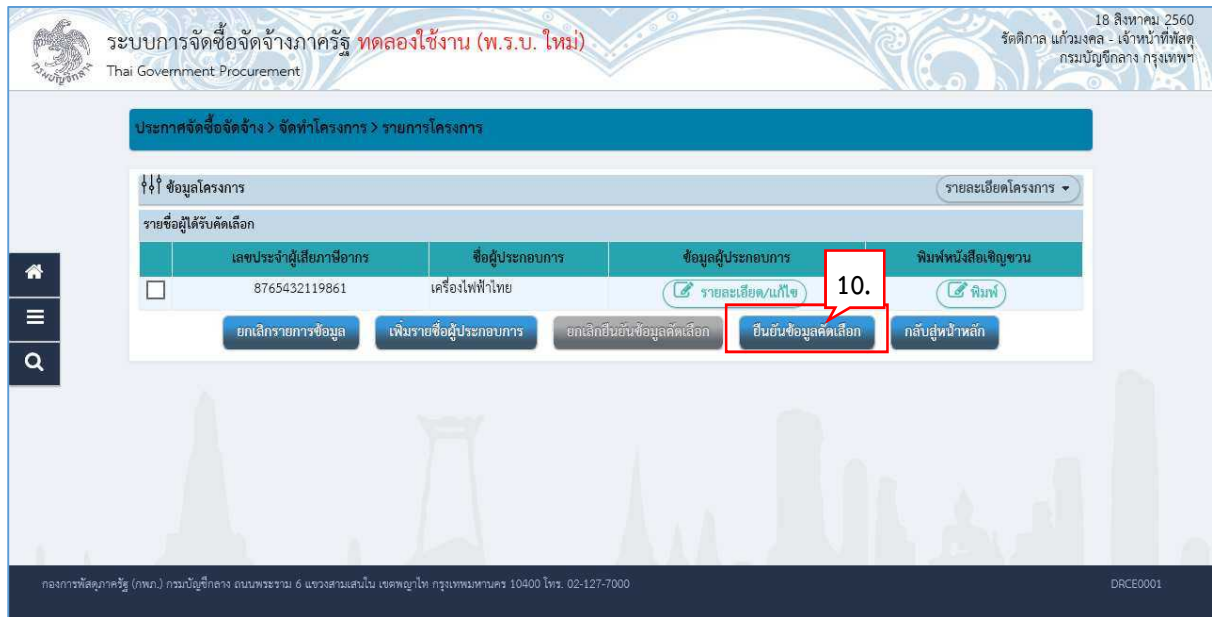 18 สิงหาคม 2560
ระบบการจัดซื้อจัดจ้างภาครัฐ ทดลองใช้งาน (พ.ร.บ. ใหม่)
รัตติกาล แก้วมงคล - เจ้าหน้าที่พัสดุ
Thai Government Procurement
กรมบัญชีกลาง กรุงเทพฯ
กรมบัญชีกลาง
ประกาศจัดซื้อจัดจ้าง > จัดทำโครงการ > รายการโครงการ
ข้อมูลโครงการ รายละเอียดโครงการ
รายชื่อผู้ได้รับคัดเลือก
เลขประจำผู้เสียภาษีอากร ชื่อผู้ประกอบการ ข้อมูลผู้ประกอบการ พิมพ์หนังสือเชิญชวน
8765432119861 เครื่องไฟฟ้าไทย รายละเอียด/แก้ไข 10. พิมพ์
ยกเลิกรายการข้อมูล เพิ่มรายชื่อผู้ประกอบการ ยกเลิกยืนยันข้อมูลคัดเลือก ยืนยันข้อมูลคัดเลือก กลับสู่หน้าหลัก
กองการพัสดุภาครัฐ (กพภ.) กรมบัญชีกลาง ถนนพระราม 6 แขวงสามเสนใน เขตพญาไท กรุงเทพมหานคร 10400 โทร. 02-127-7000 DRCE0001